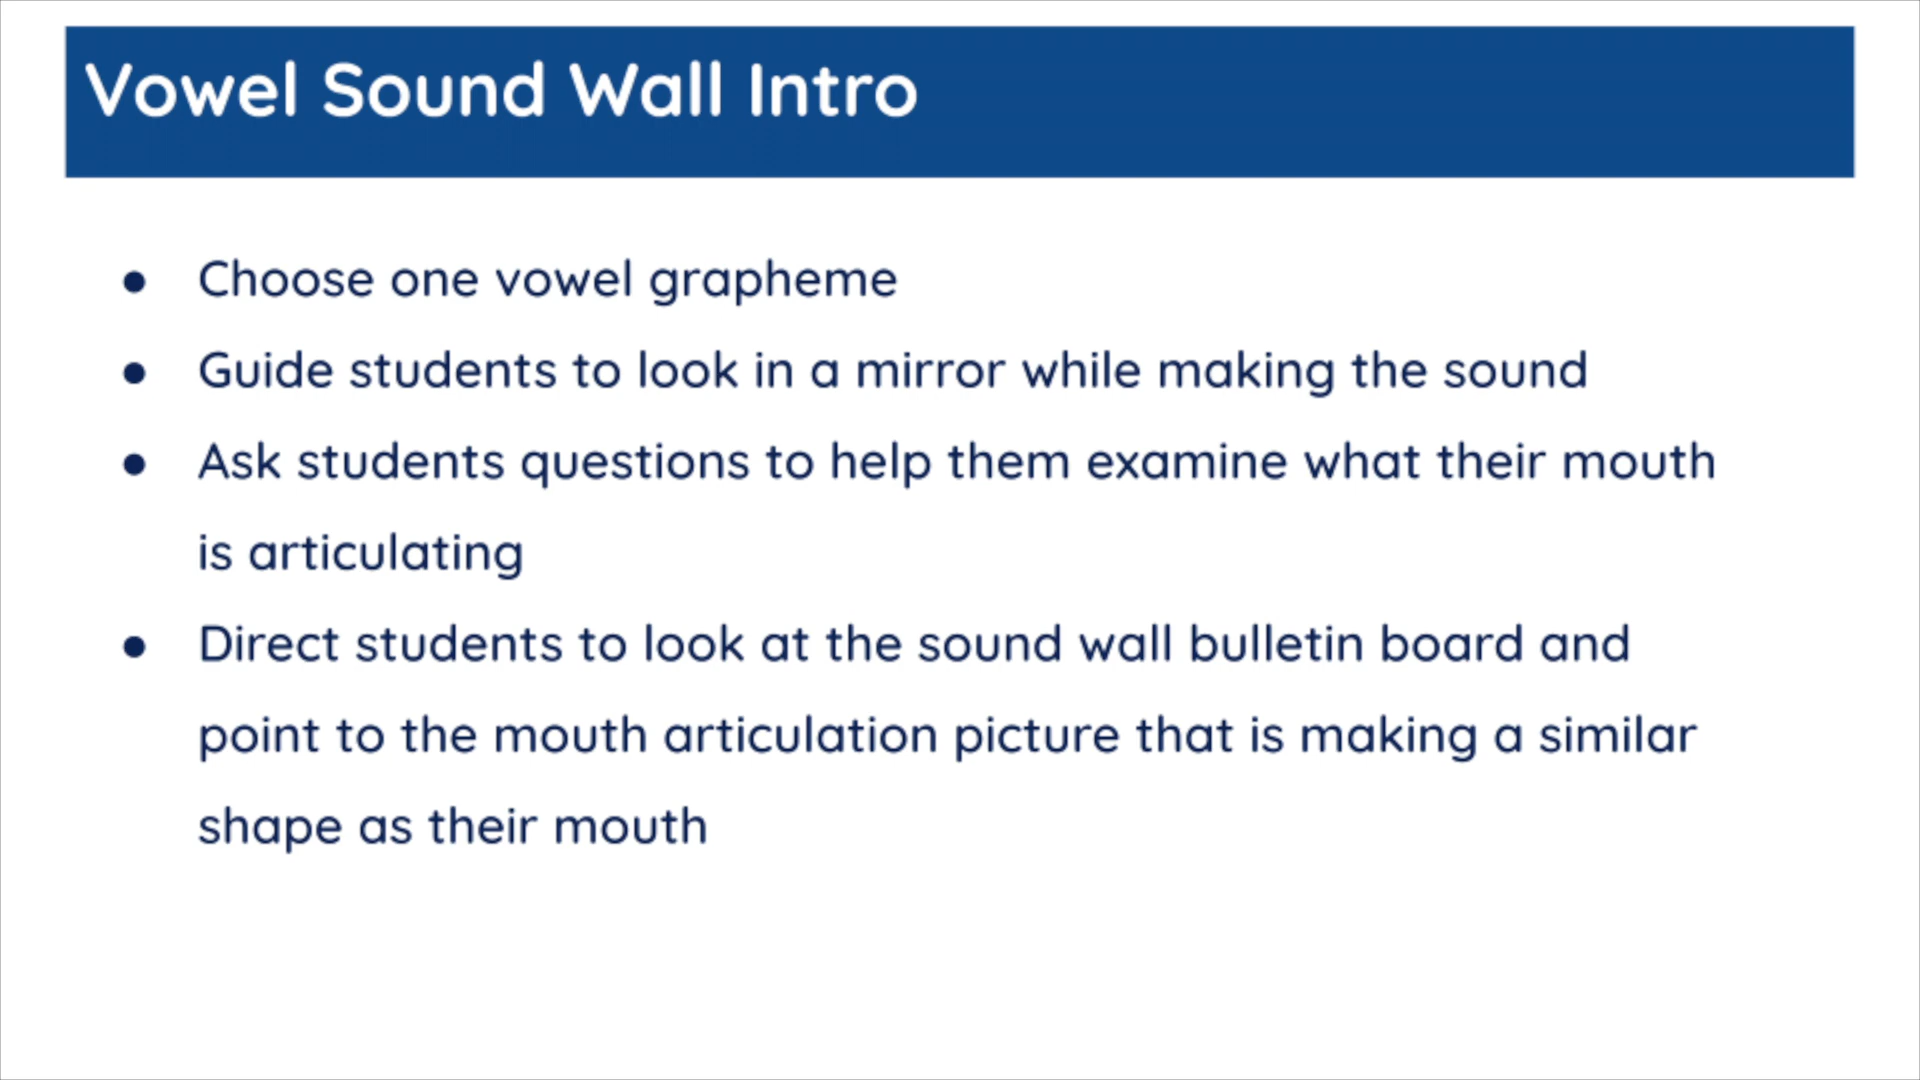 Vowel Sound Wall Intro
● Choose one vowel grapheme
● Guide students to look in a mirror while making the sound
● Ask students questions to help them examine what their mouth
is articulating
● Direct students to look at the sound wall bulletin board and
point to the mouth articulation picture that is making a similar
shape as their mouth